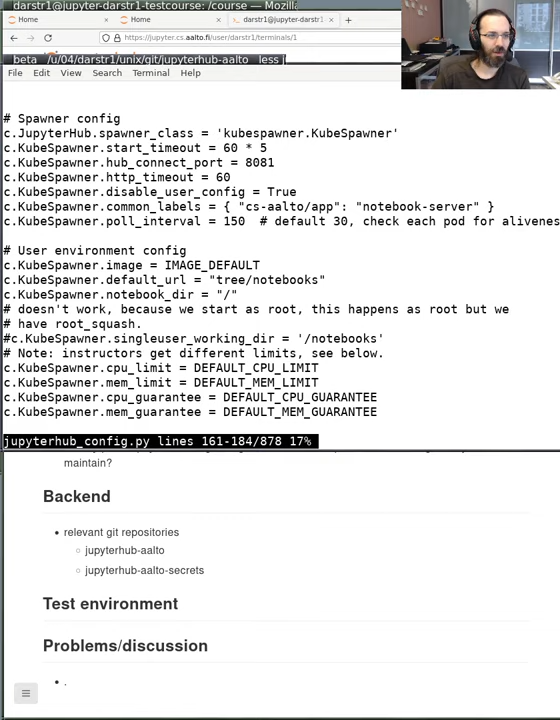 darstr1@jupyter-darstr1-testcourse: /course — Mozilla
Home
Home
darstr1@jupyter-darstr1-t
https://jupyter.cs.aalto.fi/user/darstr1/terminals/1
beta /u/04/darstr1/unix/git/jupyterhub-aalto less j
File Edit View Search Terminal Help
# Spawner config
c.JupyterHub.spawner_class = 'kubespawner.KubeSpawner'
c.KubeSpawner.start_timeout = 60 * 5
c.KubeSpawner.hub_connect_port = 8081
c.KubeSpawner.http_timeout = 60
c.KubeSpawner.disable_user_config = True
c.KubeSpawner.common_labels = { "cs-aalto/app": "notebook-server" }
c.KubeSpawner.poll_interval = 150 # default 30, check each pod for alivenes
# User environment config
c.KubeSpawner.image = IMAGE_DEFAULT
c.KubeSpawner.default_url = "tree/notebooks"
c.KubeSpawner.notebook_dir = "/"
# doesn't work, because we start as root, this happens as root but we
# have root_squash.
#c.KubeSpawner.singleuser_working_dir = '/notebooks'
# Note: instructors get different limits, see below.
c.KubeSpawner.cpu_limit = DEFAULT_CPU_LIMIT
c.KubeSpawner.mem_limit = DEFAULT_MEM_LIMIT
c.KubeSpawner.cpu_guarantee = DEFAULT_CPU_GUARANTEE
c.KubeSpawner.mem_guarantee = DEFAULT_MEM_GUARANTEE
jupyterhub_config.py lines 161-184/878 17%
maintain?
Backend
• relevant git repositories
◦ jupyterhub-aalto
◦ jupyterhub-aalto-secrets
Test environment
Problems/discussion
• .